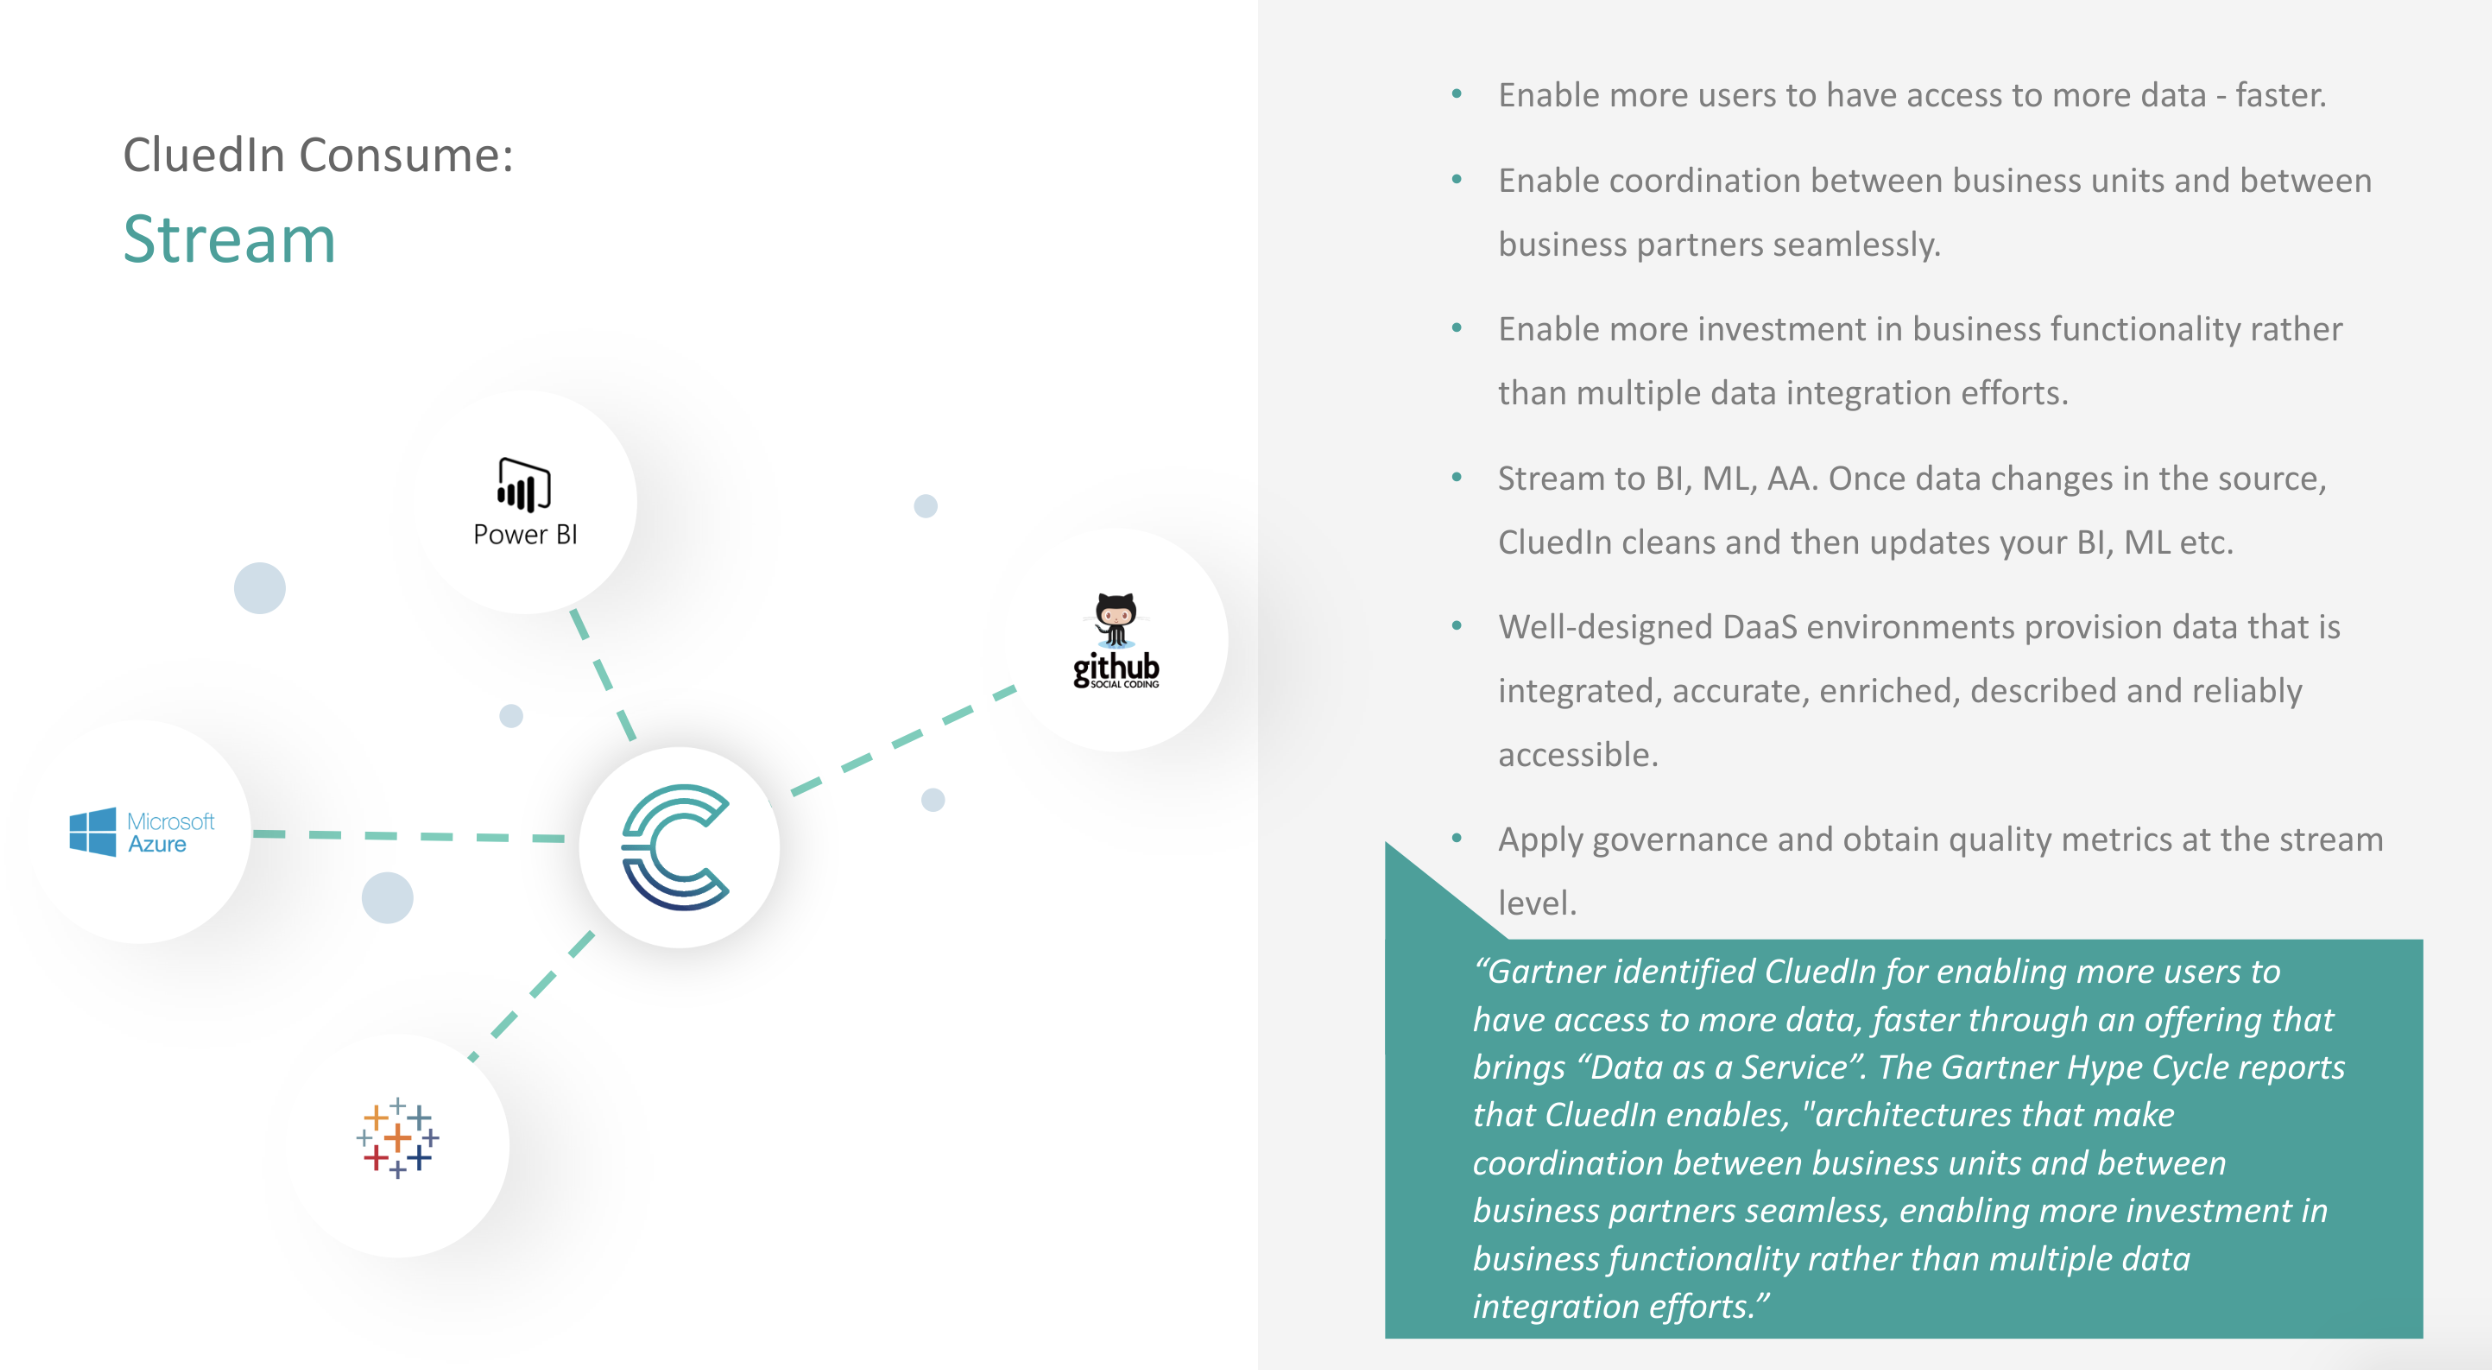 CluedIn Consume:
Stream
Power BI
github
SOCIAL CODING
Microsoft
Azure
• Enable more users to have access to more data - faster.
• Enable coordination between business units and between
business partners seamlessly.
• Enable more investment in business functionality rather
than multiple data integration efforts.
• Stream to BI, ML, AA. Once data changes in the source,
CluedIn cleans and then updates your BI, ML etc.
• Well-designed DaaS environments provision data that is
integrated, accurate, enriched, described and reliably
accessible.
• Apply governance and obtain quality metrics at the stream
level.
“Gartner identified CluedIn for enabling more users to
have access to more data, faster through an offering that
brings “Data as a Service”. The Gartner Hype Cycle reports
that CluedIn enables, "architectures that make
coordination between business units and between
business partners seamless, enabling more investment in
business functionality rather than multiple data
integration efforts.”